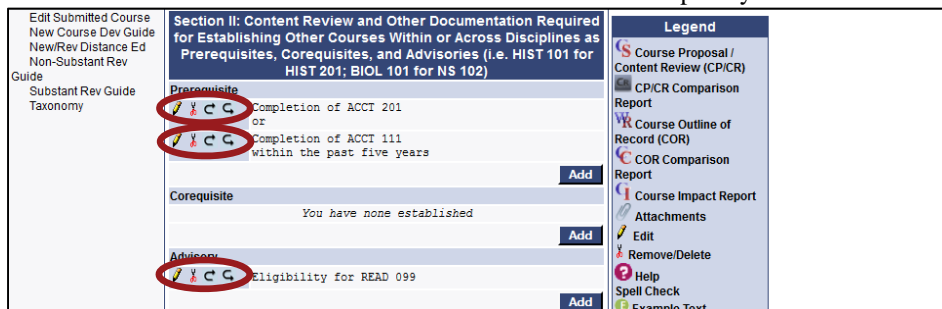 Edit Submitted Course
New Course Dev Guide
New/Rev Distance Ed
Non-Substant Rev
Guide
Substant Rev Guide
Taxonomy
Section II: Content Review and Other Documentation Required
for Establishing Other Courses Within or Across Disciplines as
Prerequisites, Corequisites, and Advisories (i.e. HIST 101 for
HIST 201; BIOL 101 for NS 102)
Prerequisite
Completion of ACCT 201
or
Completion of ACCT 111
within the past five years
Add
Corequisite
You have none established
Add
Advisory
Eligibility for READ 099
Add
Legend
Course Proposal /
Content Review (CP/CR)
CP/CR Comparison
Report
Course Outline of
Record (COR)
COR Comparison
Report
Course Impact Report
Attachments
Edit
Remove/Delete
Help
Spell Check
Example Text